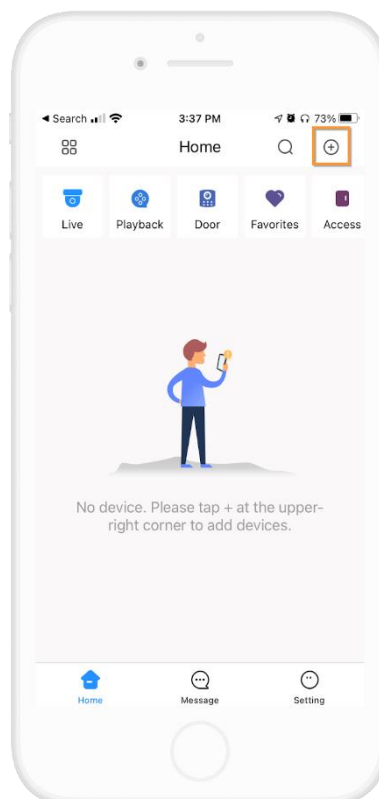 Search
3:37 PM
73%
Home
Live
Playback
Door
Favorites
Access
No device. Please tap + at the upper-
right corner to add devices.
Home
Message
Setting